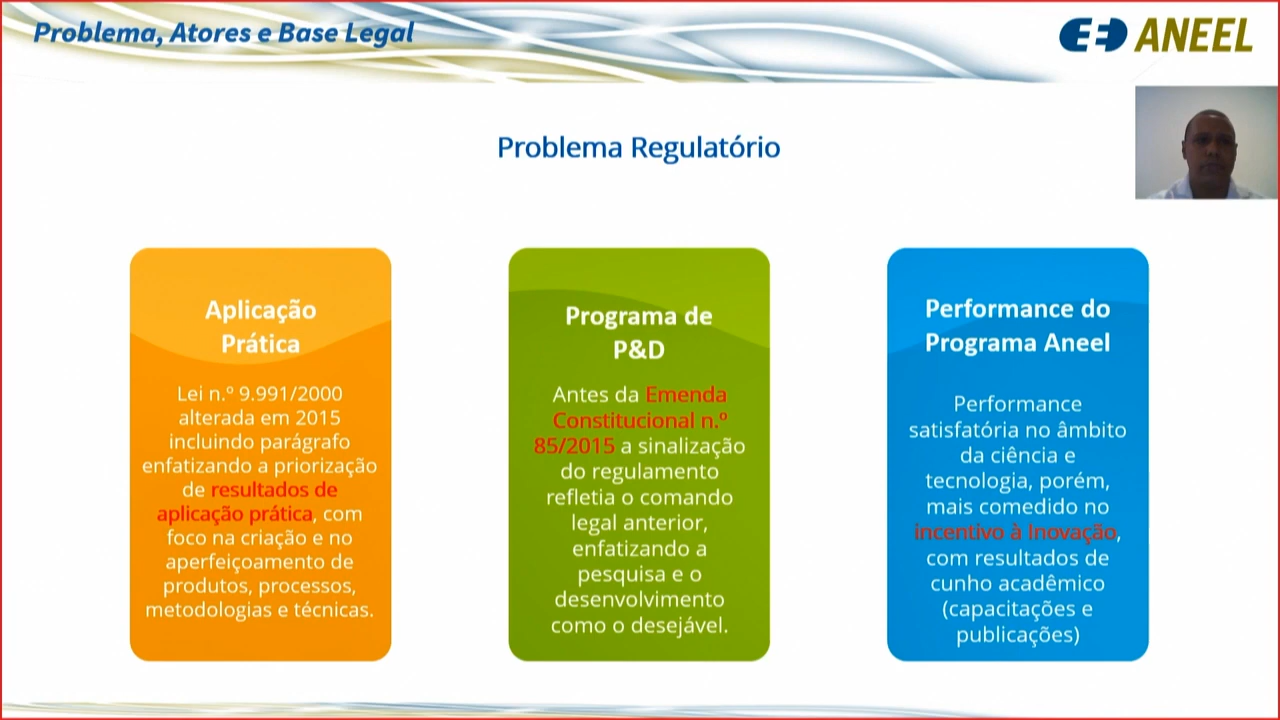 Problema, Atores e Base Legal
ANEEL
Problema Regulatório
Aplicação
Prática
Lei n.º 9.991/2000
alterada em 2015
incluindo parágrafo
enfatizando a priorização
de resultados de
aplicação prática, com
foco na criação e no
aperfeiçoamento de
produtos, processos,
metodologias e técnicas.
Programa de
P&D
Antes da Emenda
Constitucional n.º
85/2015 a sinalização
do regulamento
refletia o comando
legal anterior,
enfatizando a
pesquisa e o
desenvolvimento
como o desejável.
Performance do
Programa Aneel
Performance
satisfatória no âmbito
da ciência e
tecnologia, porém,
mais comedido no
incentivo à Inovação,
com resultados de
cunho acadêmico
(capacitações e
publicações)